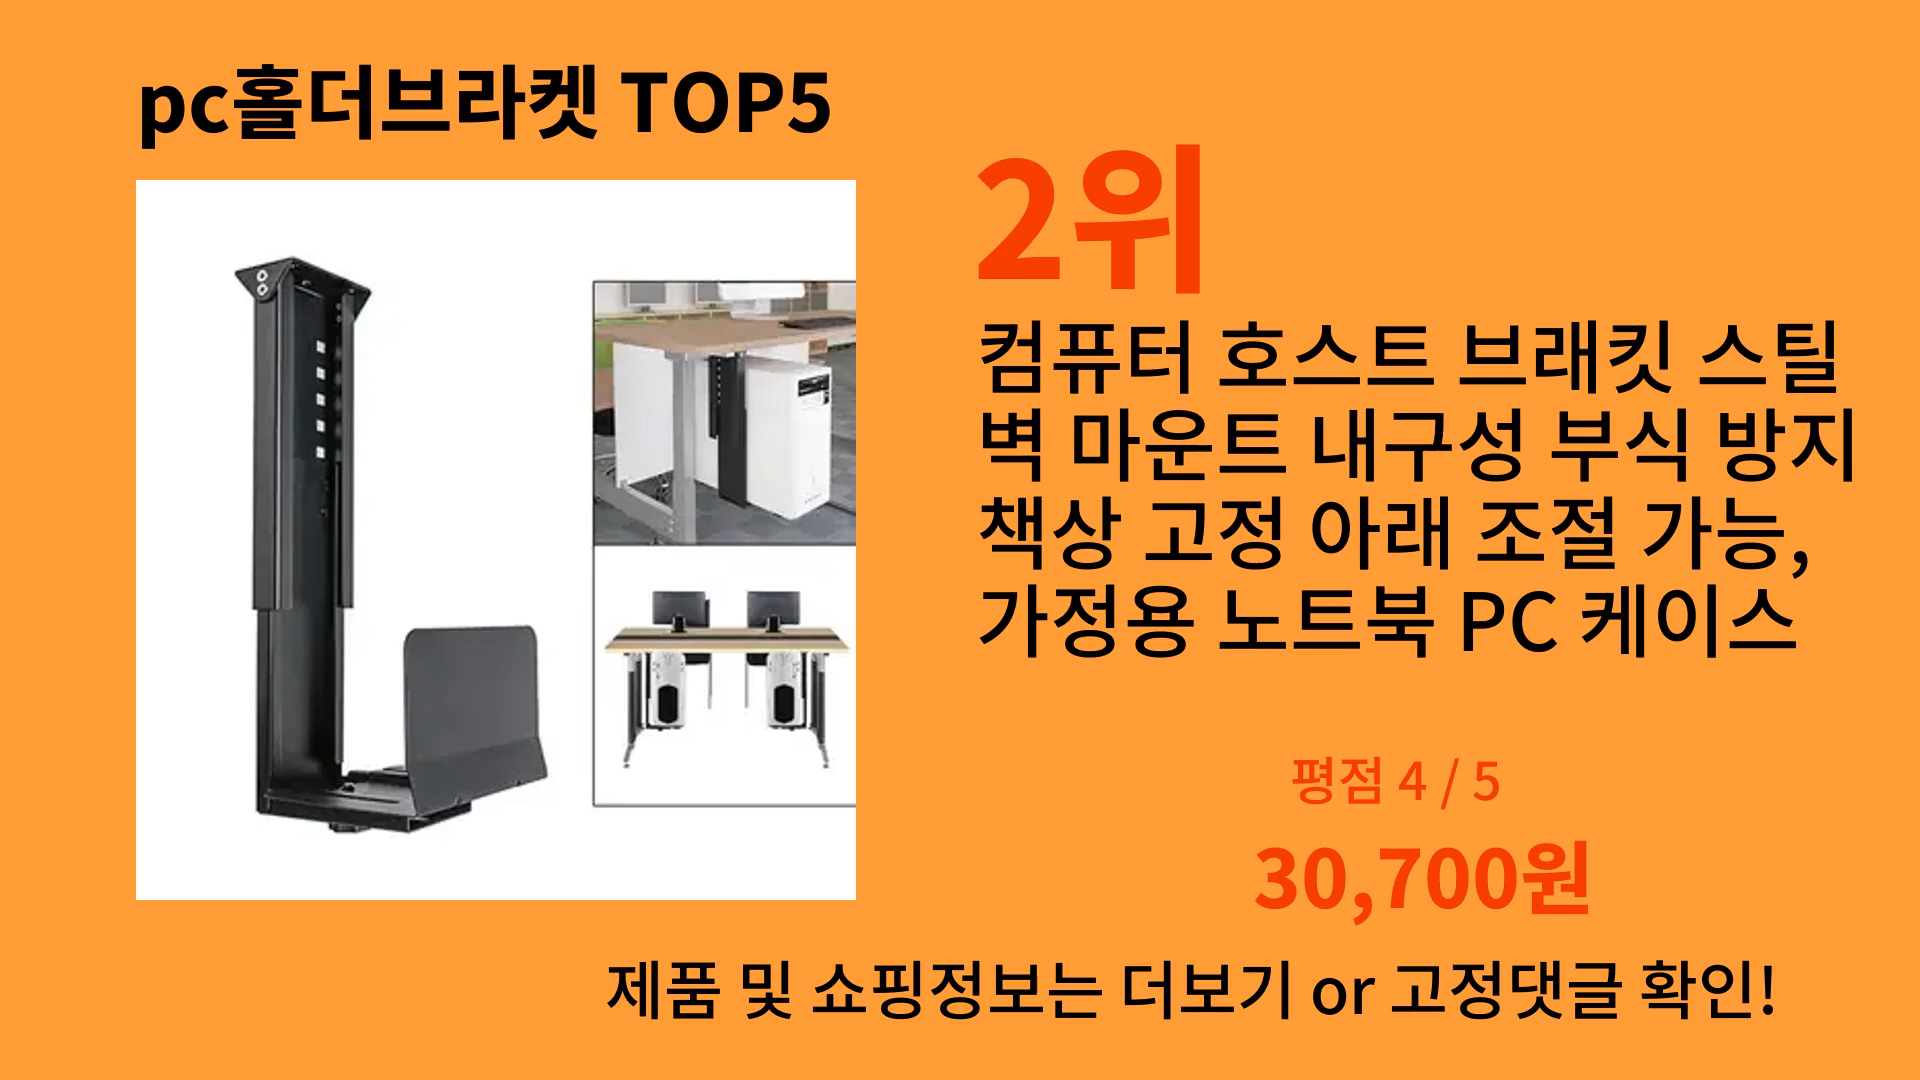 pc홀더브라켓 TOP5
2위
컴퓨터 호스트 브래킷 스틸
벽 마운트 내구성 부식 방지
책상 고정 아래 조절 가능,
가정용 노트북 PC 케이스
평점 4 / 5
30,700원
제품 및 쇼핑정보는 더보기 or 고정댓글 확인!